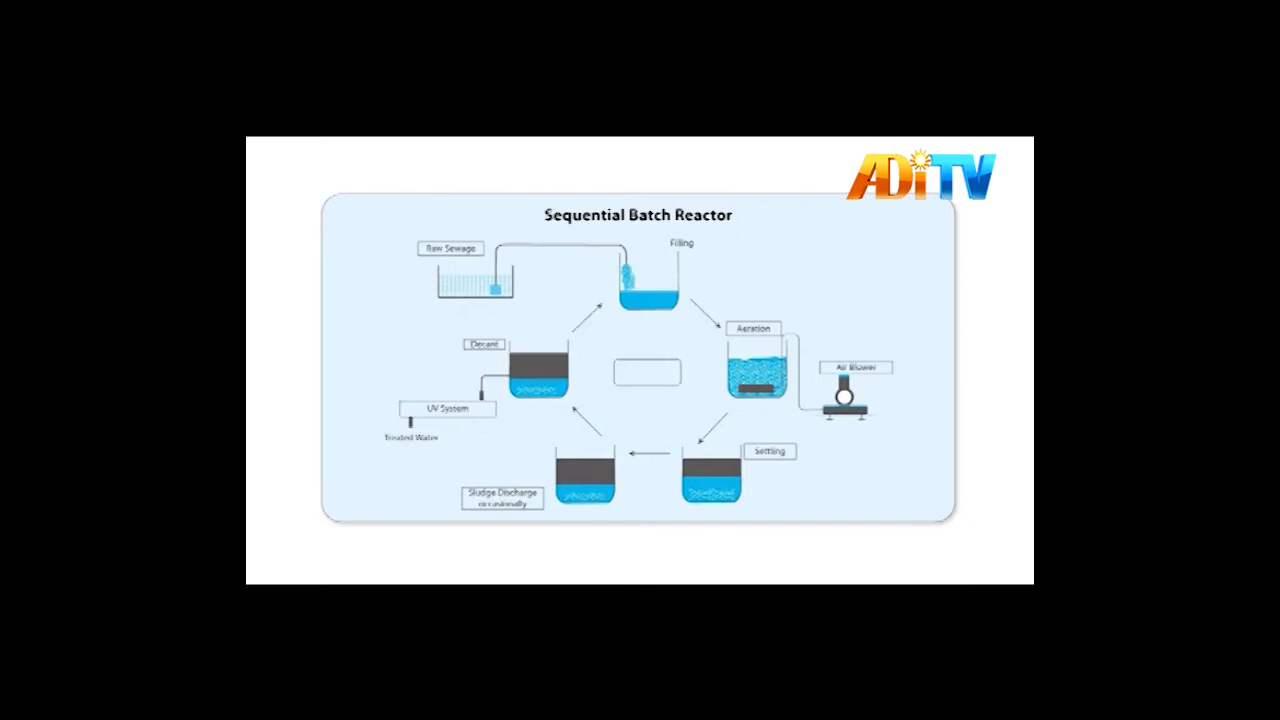 ADiTV
Sequential Batch Reactor
Filling
Raw Sewage
Aeration
Decant
Air Blower
UV System
Treated Water
Settling
Sludge Discharge
occasionally